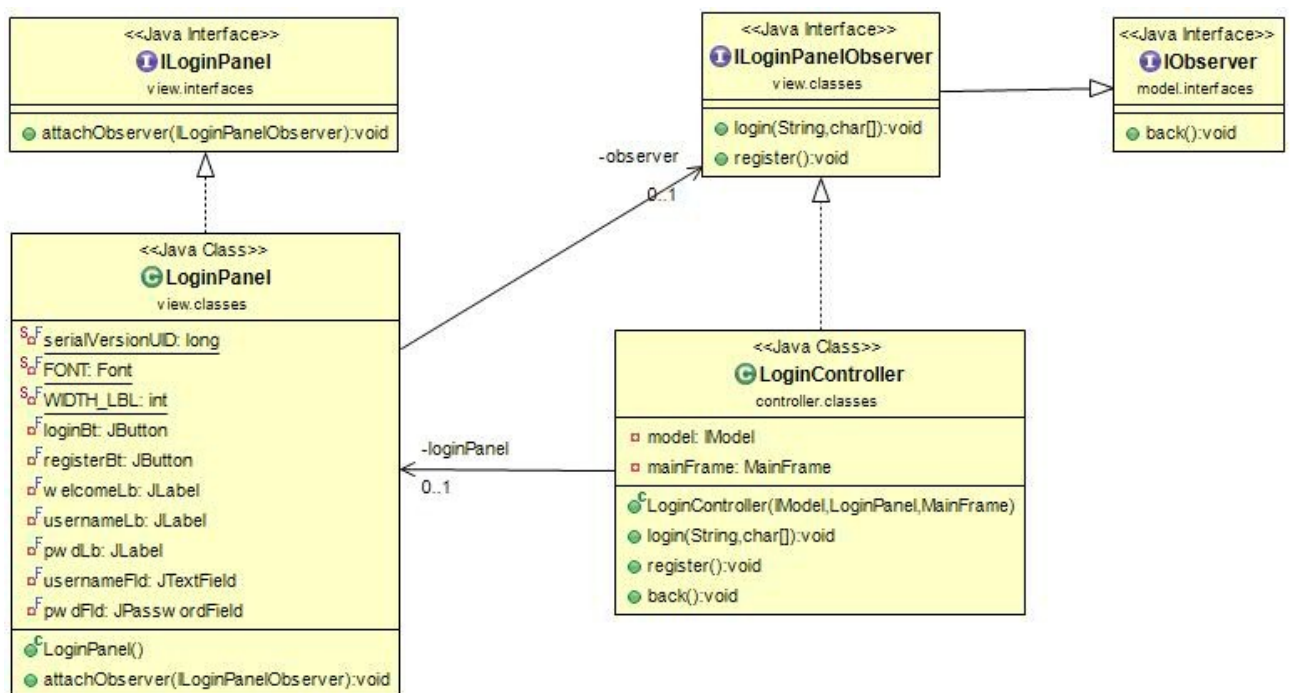 <<Java Interface>>
ILoginPanel
view.interfaces
attachObserver(ILoginPanelObserver):void
<<Java Interface>>
ILoginPanelObserver
view.classes
login(String,char[]):void
register():void
<<Java Interface>>
IObserver
model.interfaces
back():void
-observer
0..1
<<Java Class>>
LoginPanel
view.classes
serialVersionUID: long
FONT: Font
WIDTH_LBL: int
loginBt: JButton
registerBt: JButton
welcomeLb: JLabel
usernameLb: JLabel
pwdLb: JLabel
usernameFld: JTextField
pwdFld: JPasswordField
LoginPanel()
attachObserver(ILoginPanelObserver):void
-loginPanel
0..1
<<Java Class>>
LoginController
controller.classes
model: IModel
mainFrame: MainFrame
LoginController(IModel,LoginPanel,MainFrame)
login(String,char[]):void
register():void
back():void